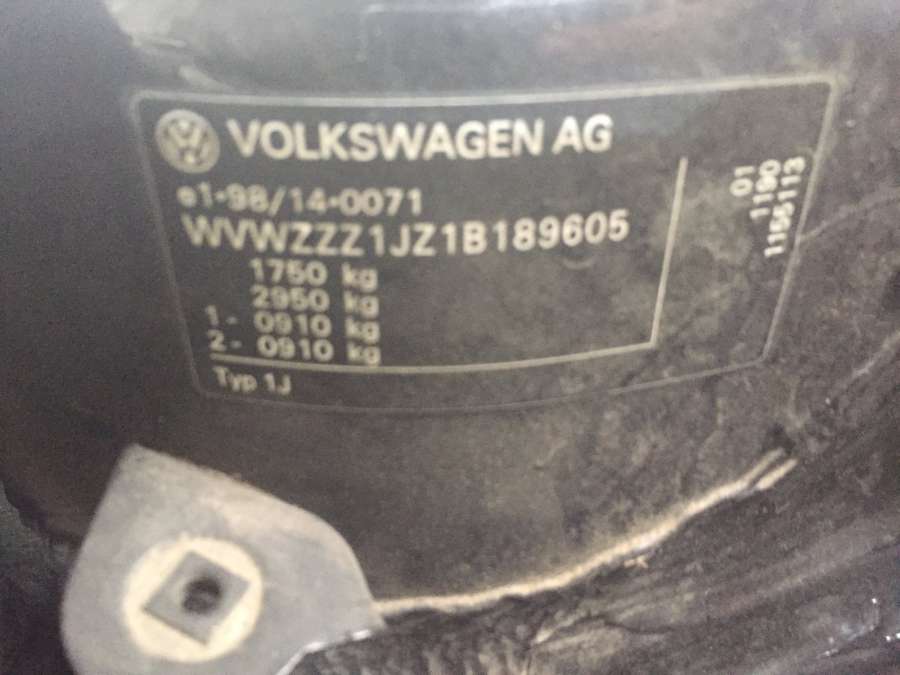 VOLKSWAGEN AG
e1-98/14-0071
WVWZZZ1JZ1B189605
1750 kg
2950 kg
1- 0910 kg
2- 0910 kg
Typ 1J
01
1190
1155113